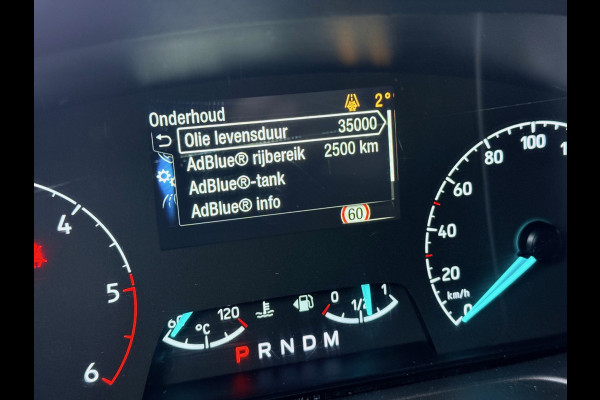 2°
Onderhoud
Olie levensduur 35000
AdBlue® rijbereik 2500 km
AdBlue®-tank
AdBlue® info
60
4
5
6
60 °C 120
0 1/2 1
P R N D M
0
20
40
60
80
100
km/h